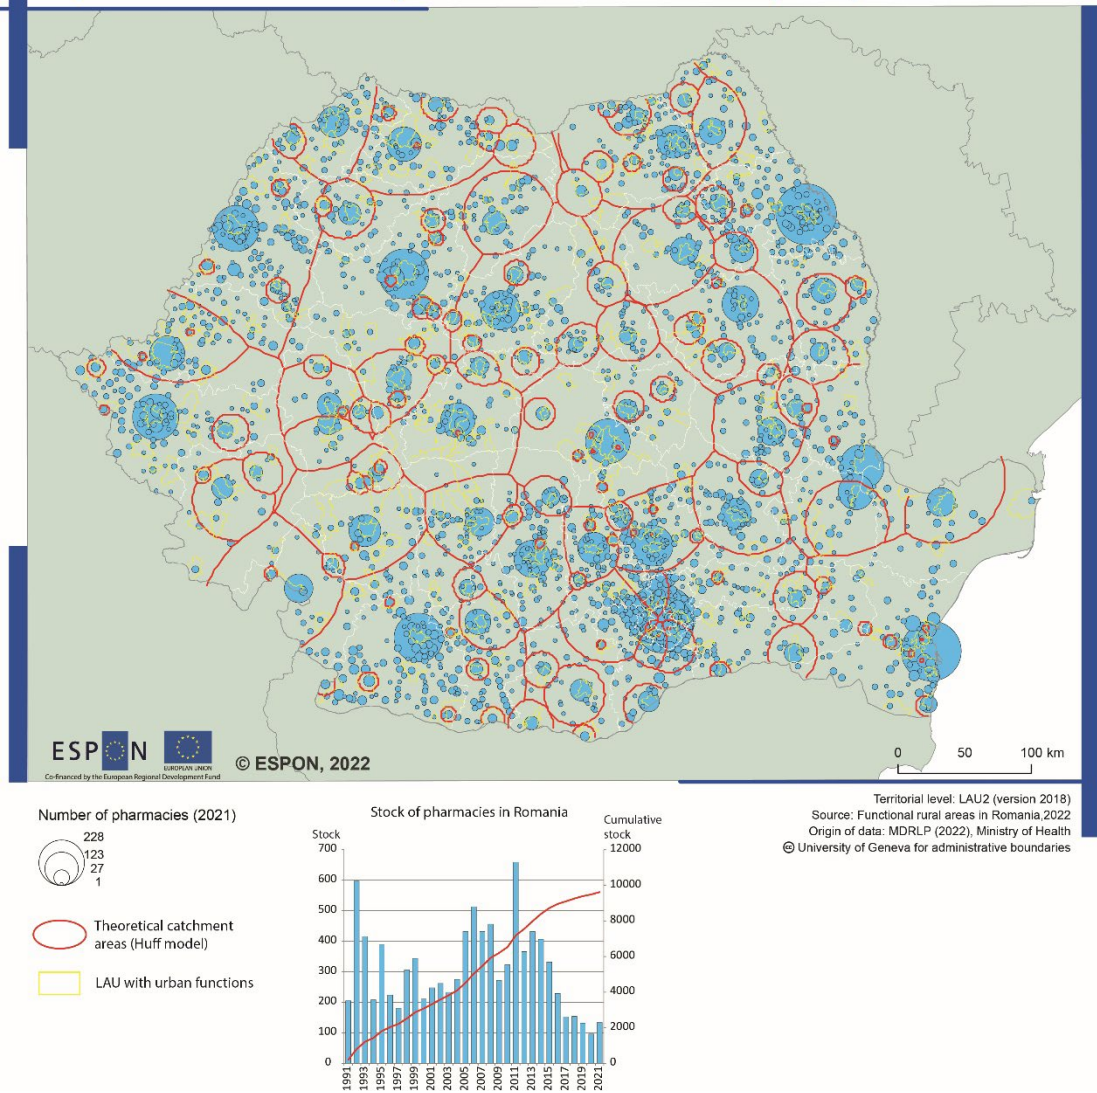 ESPON
EUROPEAN UNION
Co-financed by the European Regional Development Fund
© ESPON, 2022
0 50 100 km
Territorial level: LAU2 (version 2018)
Source: Functional rural areas in Romania,2022
Origin of data: MDRLP (2022), Ministry of Health
University of Geneva for administrative boundaries
Number of pharmacies (2021)
228
123
27
1
Theoretical catchment
areas (Huff model)
LAU with urban functions
Stock of pharmacies in Romania
Stock
Cumulative
stock
700
600
500
400
300
200
100
0
12000
10000
8000
6000
4000
2000
0
1991
1993
1995
1997
1999
2001
2003
2005
2007
2009
2011
2013
2015
2017
2019
2021